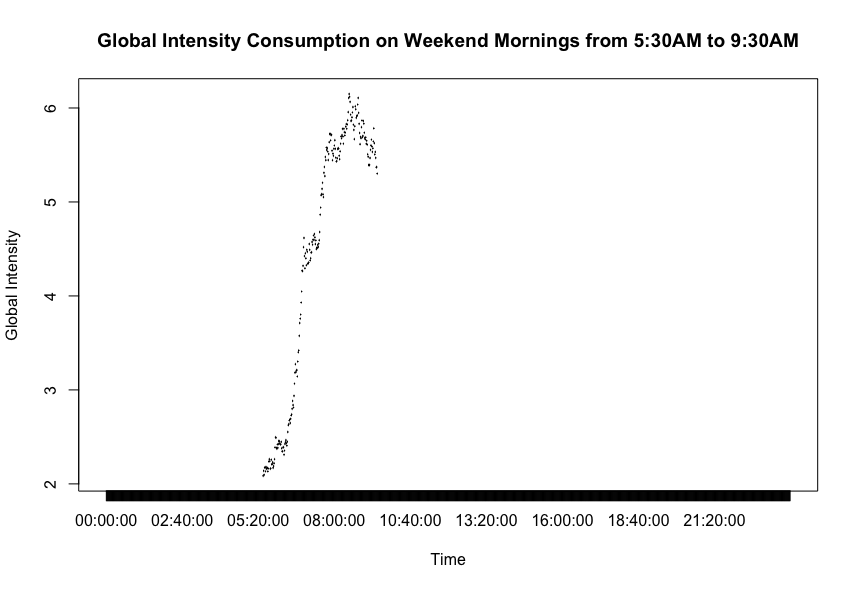 Global Intensity Consumption on Weekend Mornings from 5:30AM to 9:30AM
Global Intensity
6
5
4
3
2
00:00:00 02:40:00 05:20:00 08:00:00 10:40:00 13:20:00 16:00:00 18:40:00 21:20:00
Time